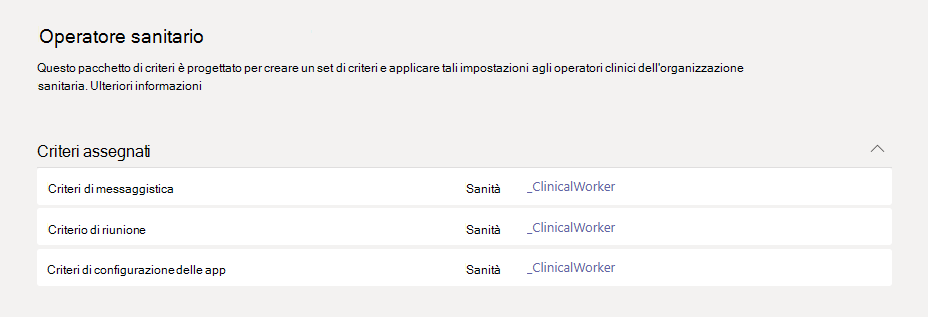 Operatore sanitario
Questo pacchetto di criteri è progettato per creare un set di criteri e applicare tali impostazioni agli operatori clinici dell'organizzazione
sanitaria. Ulteriori informazioni
Criteri assegnati
Criteri di messaggistica Sanità _ClinicalWorker
Criterio di riunione Sanità _ClinicalWorker
Criteri di configurazione delle app Sanità _ClinicalWorker